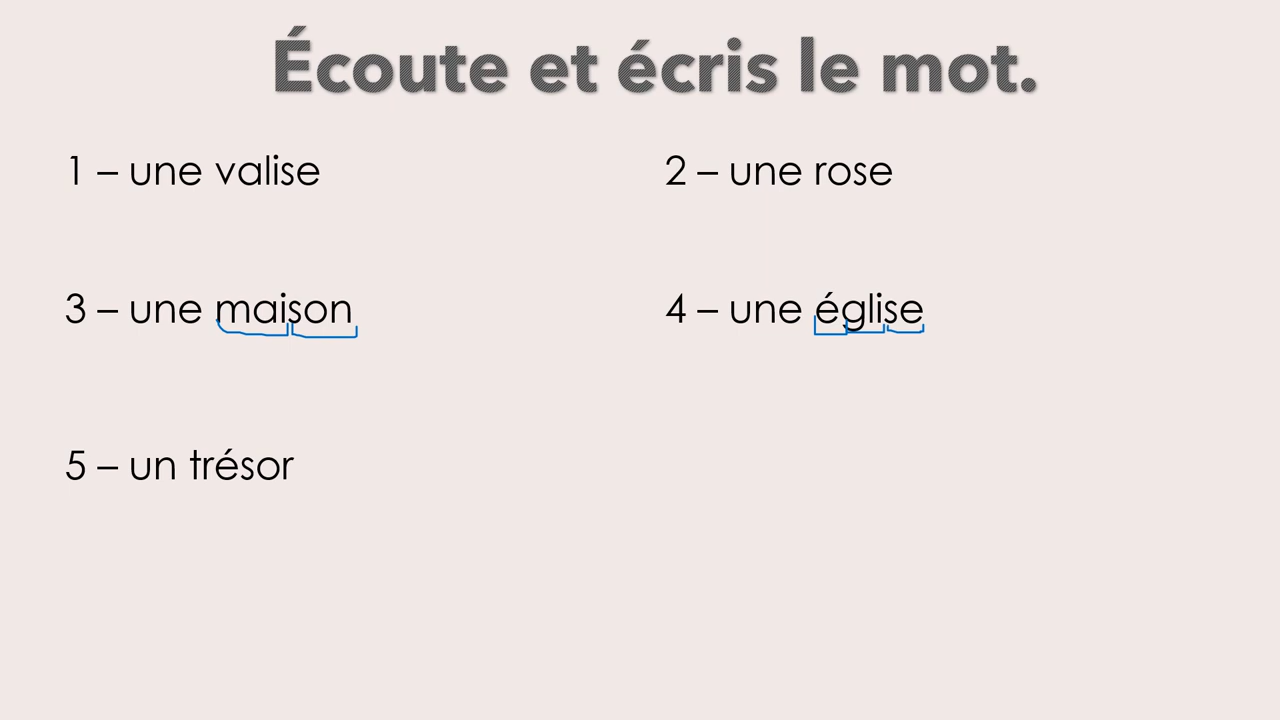 Écoute et écris le mot.
1 – une valise
2 – une rose
3 – une maison
4 – une église
5 – un trésor